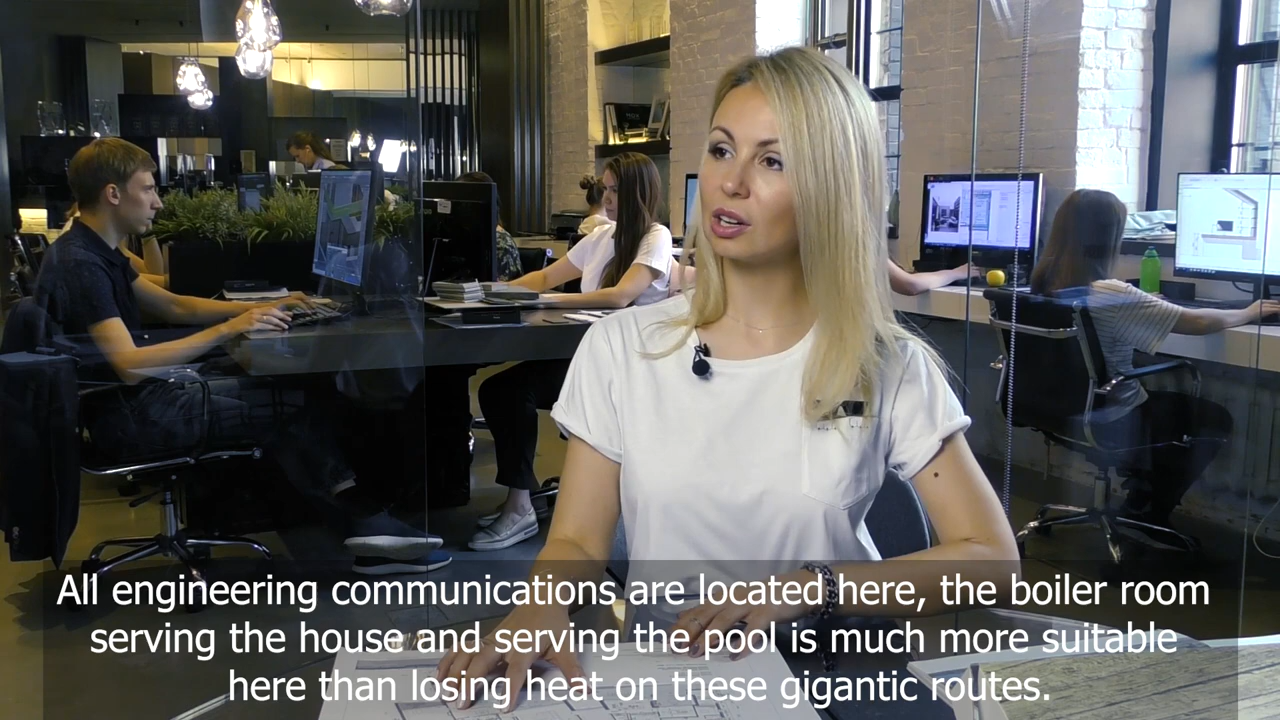 All engineering communications are located here, the boiler room
serving the house and serving the pool is much more suitable
here than losing heat on these gigantic routes.